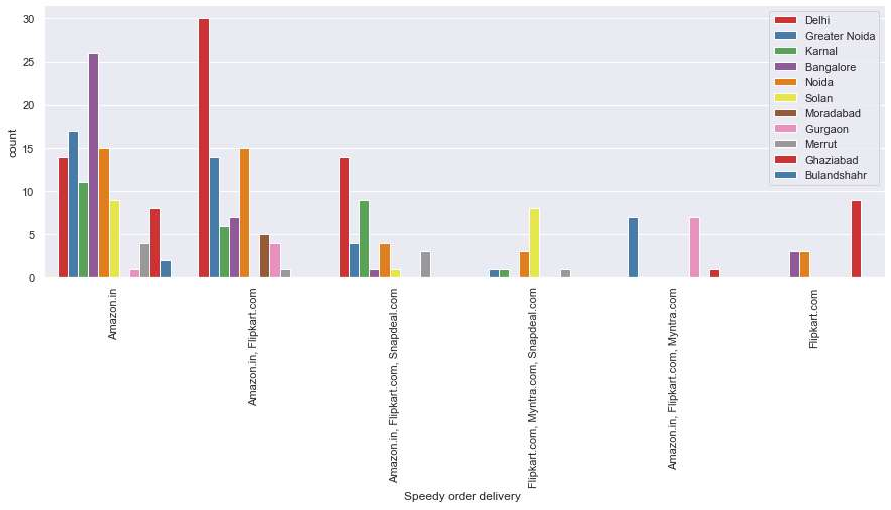 30
25
20
15
10
5
0
count
Delhi
Greater Noida
Karnal
Bangalore
Noida
Solan
Moradabad
Gurgaon
Merrut
Ghaziabad
Bulandshahr
Amazon.in
Amazon.in, Flipkart.com
Amazon.in, Flipkart.com, Snapdeal.com
Flipkart.com, Myntra.com, Snapdeal.com
Amazon.in, Flipkart.com, Myntra.com
Flipkart.com
Speedy order delivery